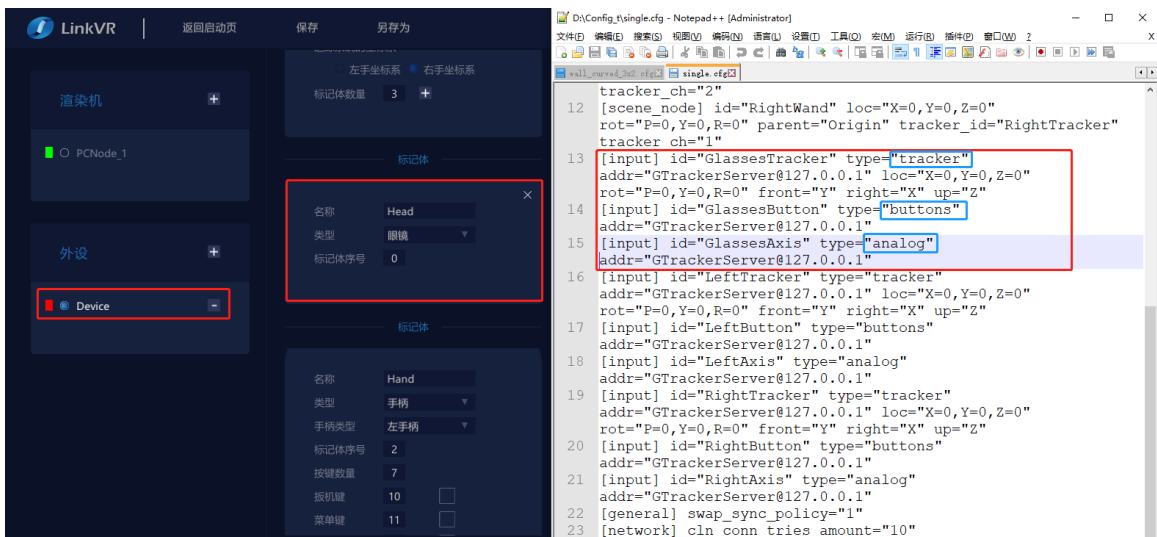 LinkVR
返回启动页
保存
另存为
左手坐标系 右手坐标系
标记体数量 3 +
渲染机 +
PCNode_1
标记体
×
名称 Head
类型 眼镜
标记体序号 0
外设 +
Device -
标记体
名称 Hand
类型 手柄
手柄类型 左手柄
标记体序号 2
按键数量 7
扳机键 10
菜单键 11
D:\Config_t\single.cfg - Notepad++ [Administrator]
文件(F) 编辑(E) 搜索(S) 视图(V) 编码(N) 语言(L) 设置(T) 工具(O) 宏(M) 运行(R) 插件(P) 窗口(W) ? X
wall_curved_2x2.cfg single.cfg
tracker_ch="2"
12 [scene_node] id="RightWand" loc="X=0,Y=0,Z=0"
rot="P=0,Y=0,R=0" parent="Origin" tracker_id="RightTracker"
tracker_ch="1"
13 [input] id="GlassesTracker" type="tracker"
addr="GTrackerServer@127.0.0.1" loc="X=0,Y=0,Z=0"
rot="P=0,Y=0,R=0" front="Y" right="X" up="Z"
14 [input] id="GlassesButton" type="buttons"
addr="GTrackerServer@127.0.0.1"
15 [input] id="GlassesAxis" type="analog"
addr="GTrackerServer@127.0.0.1"
16 [input] id="LeftTracker" type="tracker"
addr="GTrackerServer@127.0.0.1" loc="X=0,Y=0,Z=0"
rot="P=0,Y=0,R=0" front="Y" right="X" up="Z"
17 [input] id="LeftButton" type="buttons"
addr="GTrackerServer@127.0.0.1"
18 [input] id="LeftAxis" type="analog"
addr="GTrackerServer@127.0.0.1"
19 [input] id="RightTracker" type="tracker"
addr="GTrackerServer@127.0.0.1" loc="X=0,Y=0,Z=0"
rot="P=0,Y=0,R=0" front="Y" right="X" up="Z"
20 [input] id="RightButton" type="buttons"
addr="GTrackerServer@127.0.0.1"
21 [input] id="RightAxis" type="analog"
addr="GTrackerServer@127.0.0.1"
22 [general] swap_sync_policy="1"
23 [network] cln_conn_tries_amount="10"